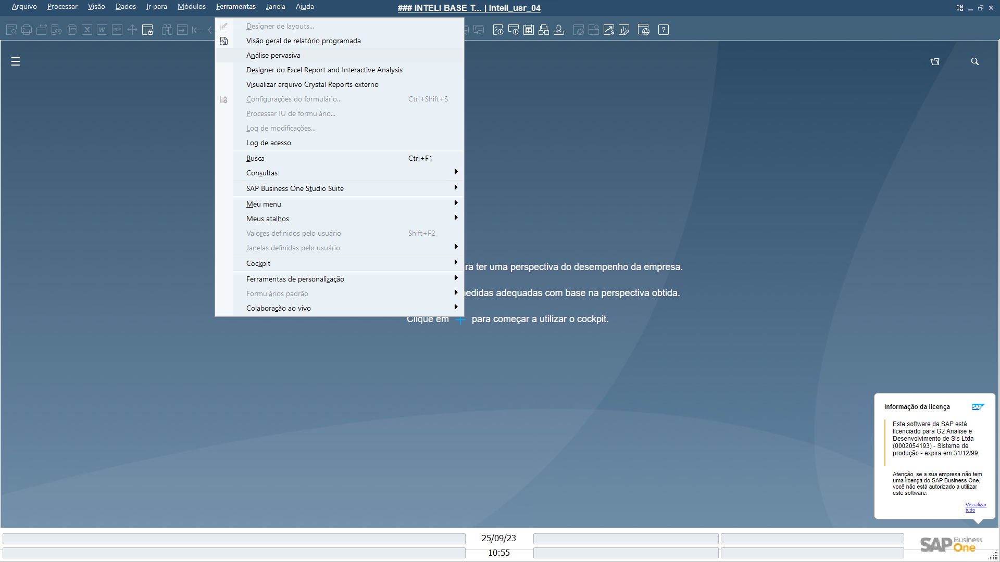 Arquivo Processar Visão Dados Ir para Módulos Ferramentas Janela Ajuda
### INTELI BASE T... | inteli_usr_04
Designer de layouts...
Visão geral de relatório programada
Análise pervasiva
Designer do Excel Report and Interactive Analysis
Visualizar arquivo Crystal Reports externo
Configurações do formulário... Ctrl+Shift+S
Processar IU de formulário...
Log de modificações...
Log de acesso
Busca Ctrl+F1
Consultas
SAP Business One Studio Suite
Meu menu
Meus atalhos
Valores definidos pelo usuário Shift+F2
Janelas definidas pelo usuário
Cockpit
Ferramentas de personalização
Formulários padrão
Colaboração ao vivo
ter uma perspectiva do desempenho da empresa.
adequadas com base na perspectiva obtida.
Clique em + para começar a utilizar o cockpit.
Informação da licença
SAP
Este software da SAP está
licenciado para G2 Analise e
Desenvolvimento de Sis Ltda
(0002054193) - Sistema de
produção - expira em 31/12/99.
Atenção, se a sua empresa não tem
uma licença do SAP Business One,
você não está autorizado a utilizar
este software.
Visualizar
tudo
25/09/23
10:55
SAP Business
One